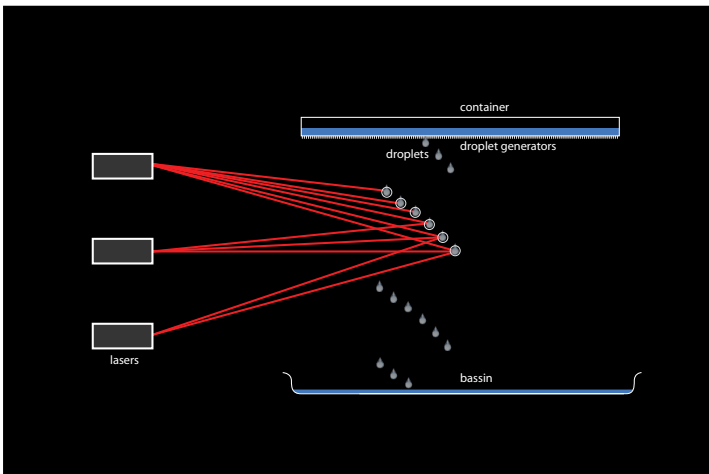 container
droplet generators
droplets
lasers
bassin